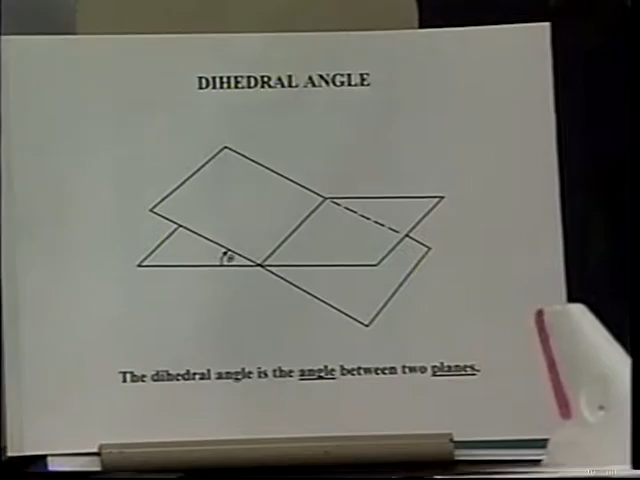 DIHEDRAL ANGLE
θ
The dihedral angle is the angle between two planes.